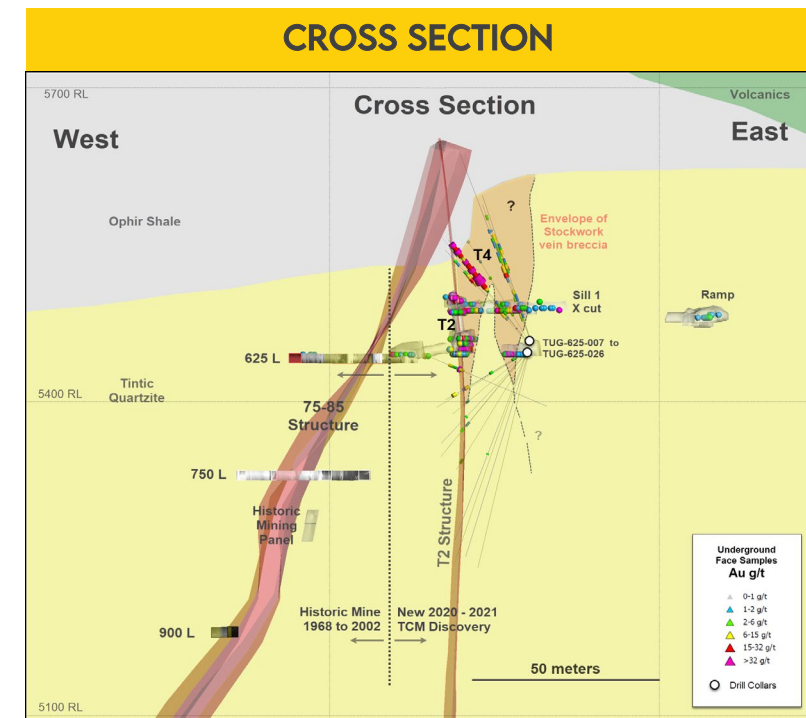 CROSS SECTION
5700 RL
Volcanics
Cross Section
West
East
?
Ophir Shale
Envelope of
Stockwork
vein breccia
T4
Sill 1
X cut
Ramp
T2
TUG-625-007 to
TUG-625-026
625 L
Tintic
Quartzite
5400 RL
75-85
Structure
?
750 L
T2 Structure
Historic
Mining
Panel
Historic Mine
1968 to 2002
New 2020 - 2021
TCM Discovery
900 L
50 meters
5100 RL
Underground
Face Samples
Au g/t
0-1 g/t
1-2 g/t
2-6 g/t
6-15 g/t
15-32 g/t
>32 g/t
Drill Collars